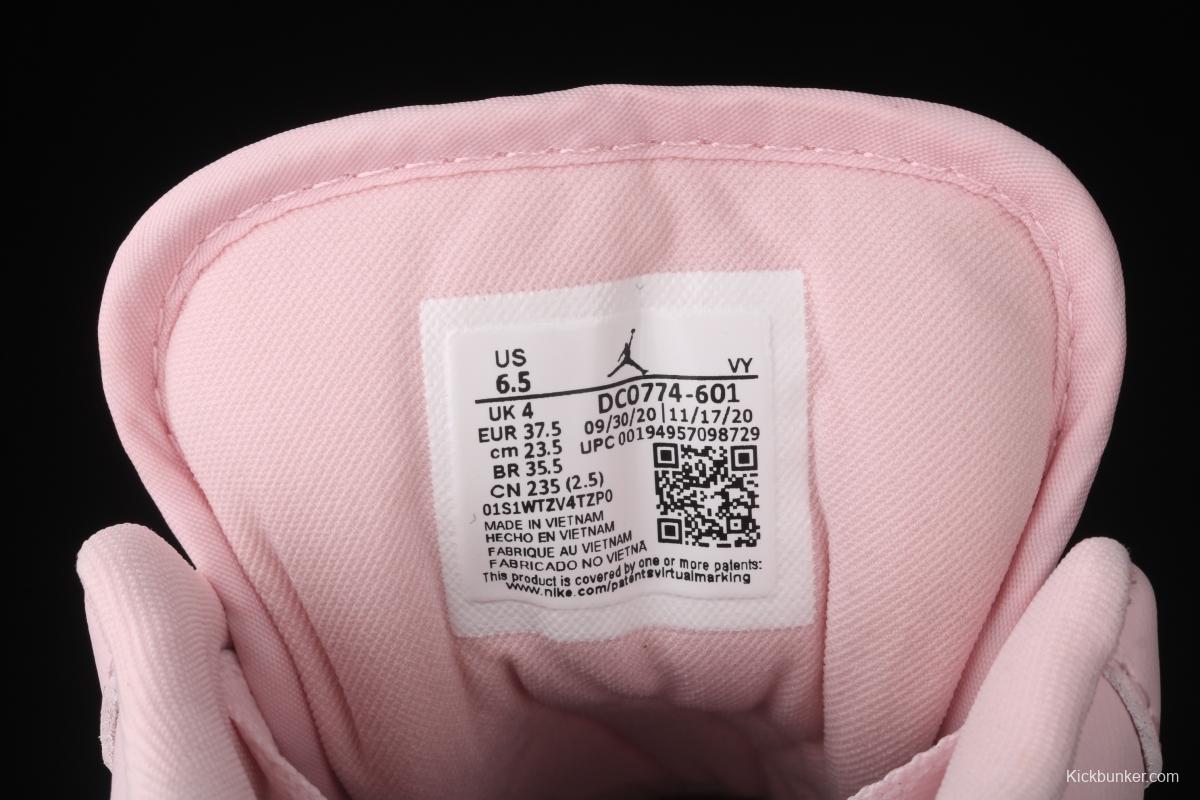 US
6.5
VY
UK 4
EUR 37.5
cm 23.5
BR 35.5
CN 235 (2.5)
01S1WTZV4TZP0
DC0774-601
09/30/20 | 11/17/20
UPC 00194957098729
MADE IN VIETNAM
HECHO EN VIETNAM
FABRIQUE AU VIETNAM
FABRICADO NO VIETNÃ
This product is covered by one or more patents:
www.nike.com/patentsvirtualmarking
Kickbunker.com